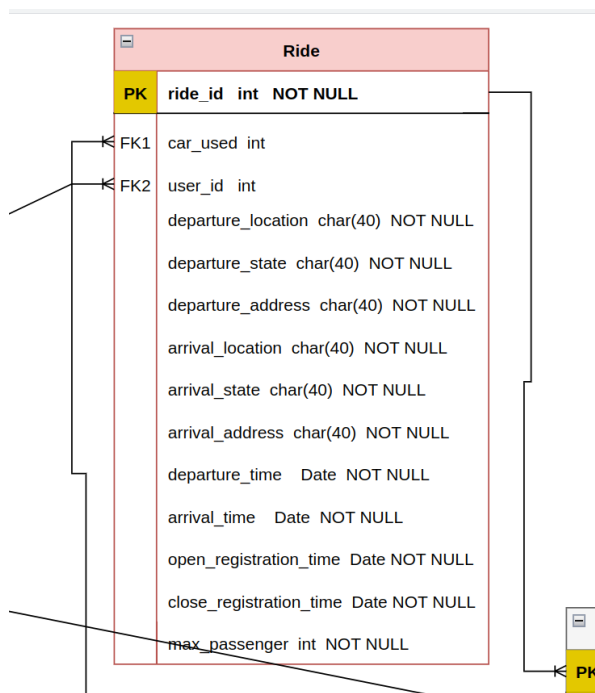 Ride
PK ride_id int NOT NULL
FK1 car_used int
FK2 user_id int
departure_location char(40) NOT NULL
departure_state char(40) NOT NULL
departure_address char(40) NOT NULL
arrival_location char(40) NOT NULL
arrival_state char(40) NOT NULL
arrival_address char(40) NOT NULL
departure_time Date NOT NULL
arrival_time Date NOT NULL
open_registration_time Date NOT NULL
close_registration_time Date NOT NULL
max_passenger int NOT NULL
PK